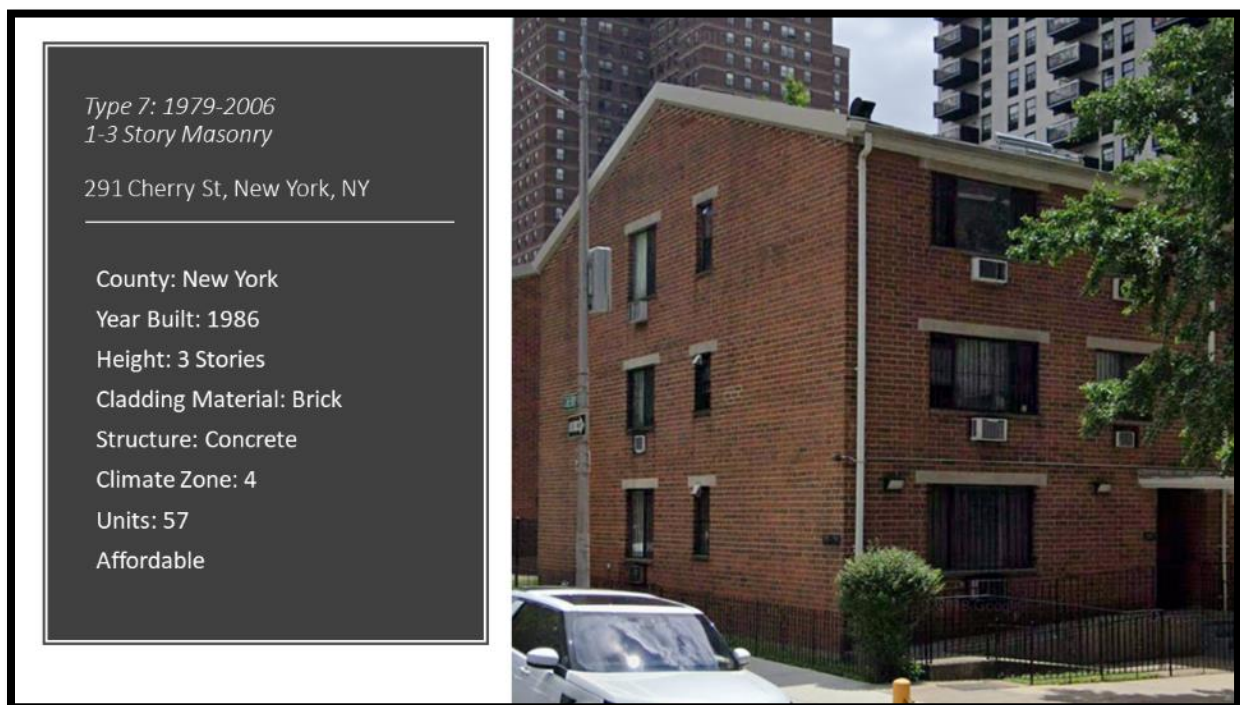 Type 7: 1979-2006
1-3 Story Masonry
291 Cherry St, New York, NY
County: New York
Year Built: 1986
Height: 3 Stories
Cladding Material: Brick
Structure: Concrete
Climate Zone: 4
Units: 57
Affordable